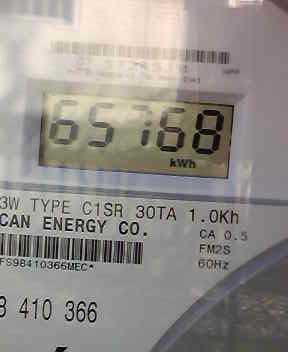 65768
kWh
3W TYPE C1SR 30TA 1.0Kh
CAN ENERGY CO.
CA 0.5
FM2S
FS98410366MEC*
60Hz
8 410 366